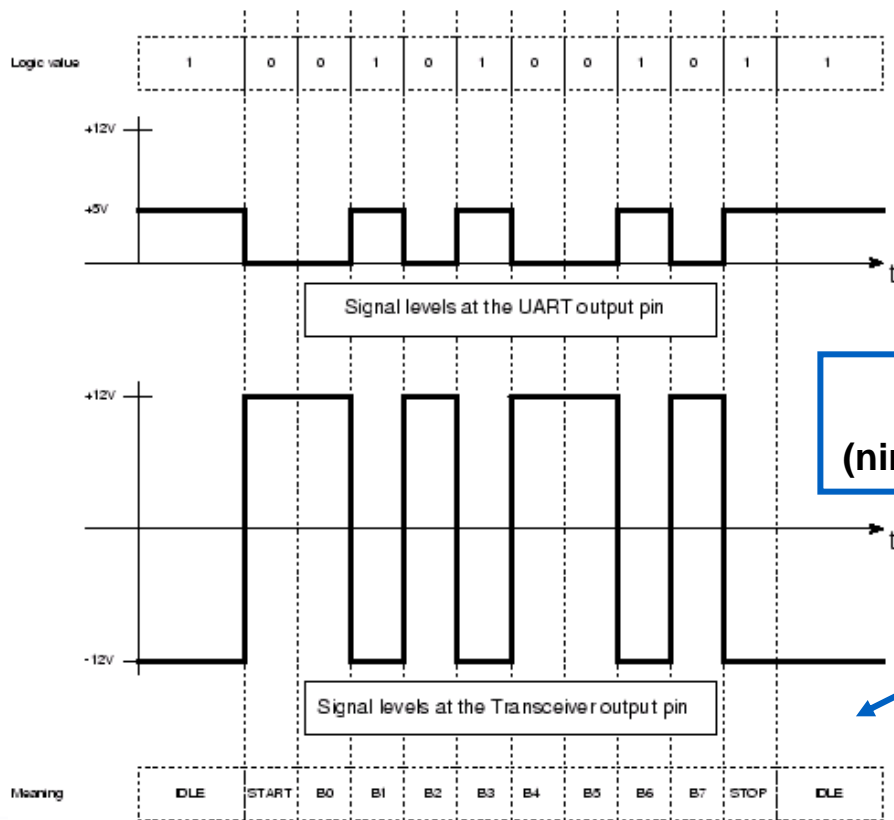 Logic value 1 0 0 1 0 1 0 0 1 0 1 1
+12V
+5V
t
Signal levels at the UART output pin
+12V
t
-12V
Signal levels at the Transceiver output pin
Meaning IDLE START B0 B1 B2 B3 B4 B5 B6 B7 STOP IDLE